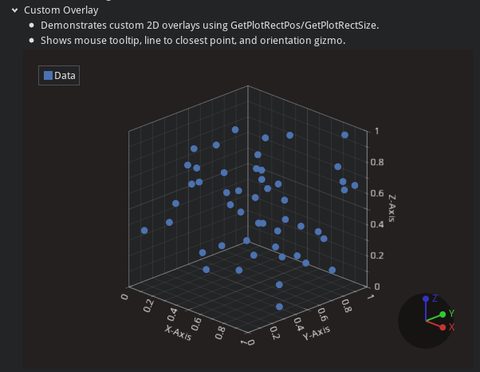 Custom Overlay
Demonstrates custom 2D overlays using GetPlotRectPos/GetPlotRectSize.
Shows mouse tooltip, line to closest point, and orientation gizmo.
Data
1
0.8
0.6
0.4
0.2
0
Z-Axis
0
0.2
0.4
0.6
0.8
1
X-Axis
0
0.2
0.4
0.6
0.8
1
Y-Axis
Z
Y
X